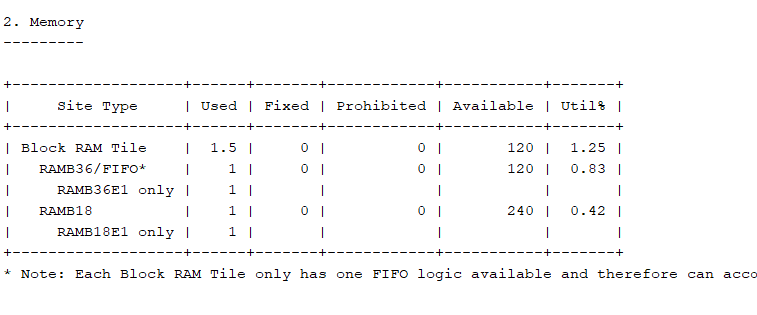 2. Memory
---------
+-------------------+------+-------+------------+-----------+-------+
|     Site Type     | Used | Fixed | Prohibited | Available | Util% |
+-------------------+------+-------+------------+-----------+-------+
| Block RAM Tile    |  1.5 |     0 |          0 |       120 |  1.25 |
|   RAMB36/FIFO*    |    1 |     0 |          0 |       120 |  0.83 |
|     RAMB36E1 only |    1 |       |            |           |       |
|   RAMB18          |    1 |     0 |          0 |       240 |  0.42 |
|     RAMB18E1 only |    1 |       |            |           |       |
+-------------------+------+-------+------------+-----------+-------+
* Note: Each Block RAM Tile only has one FIFO logic available and therefore can acco